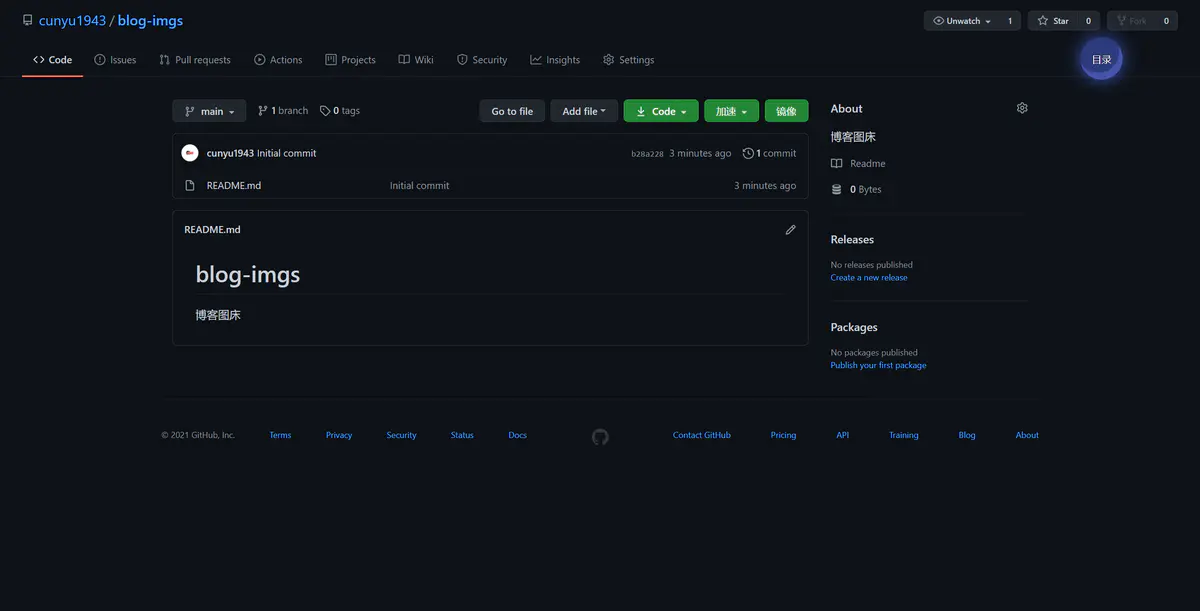 cunyu1943 / blog-imgs
Unwatch 1 Star 0 Fork 0
Code Issues Pull requests Actions Projects Wiki Security Insights Settings
目录
main 1 branch 0 tags Go to file Add file Code 加速 镜像
cunyu1943 Initial commit b28a228 3 minutes ago 1 commit
README.md Initial commit 3 minutes ago
README.md
blog-imgs
博客图床
About
博客图床
Readme
0 Bytes
Releases
No releases published
Create a new release
Packages
No packages published
Publish your first package
© 2021 GitHub, Inc. Terms Privacy Security Status Docs Contact GitHub Pricing API Training Blog About